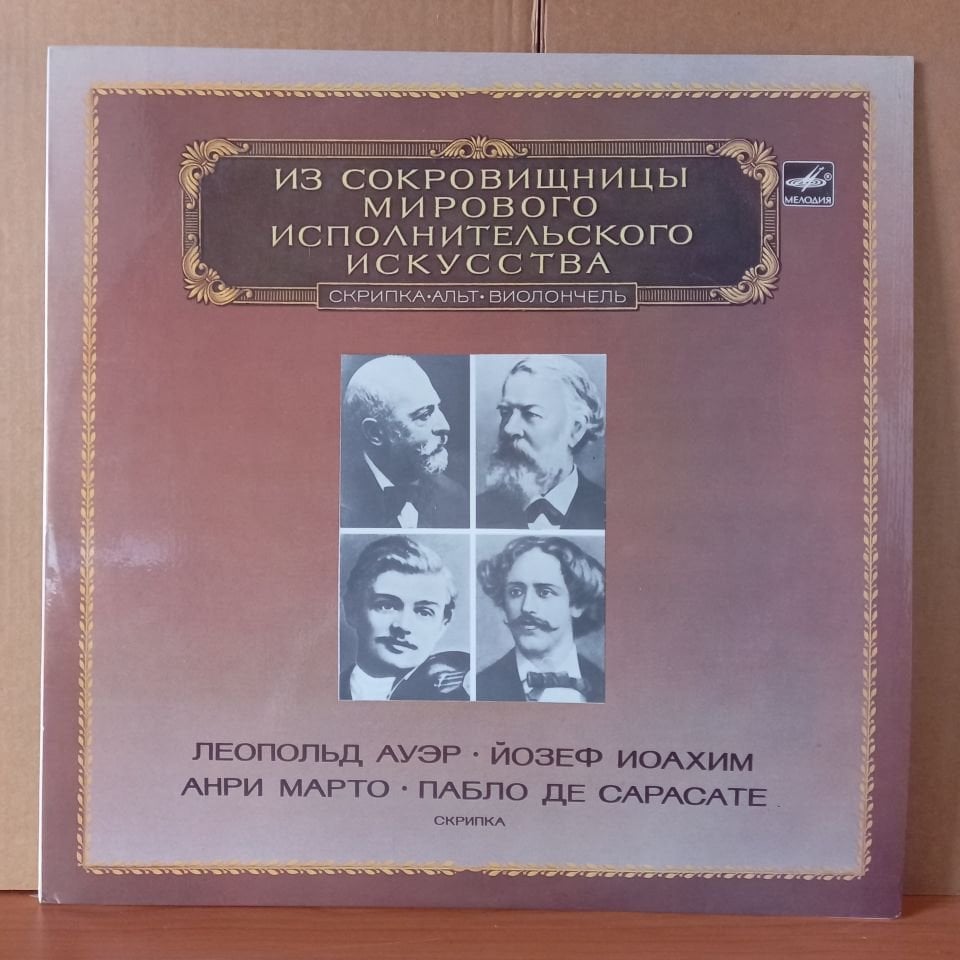 ИЗ СОКРОВИЩНИЦЫ
МИРОВОГО
ИСПОЛНИТЕЛЬСКОГО
ИСКУССТВА
СКРИПКА•АЛЬТ•ВИОЛОНЧЕЛЬ
®
МЕЛОДИЯ
ЛЕОПОЛЬД АУЭР • ЙОЗЕФ ИОАХИМ
АНРИ МАРТО • ПАБЛО ДЕ САРАСАТЕ
СКРИПКА